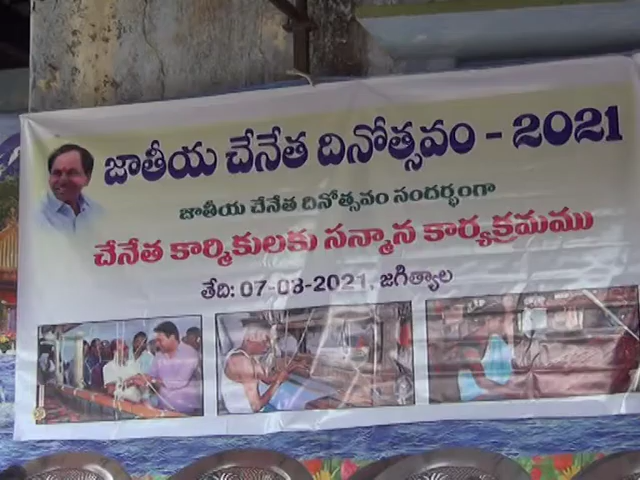 జాతీయ చేనేత దినోత్సవం - 2021
జాతీయ చేనేత దినోత్సవం సందర్భంగా
చేనేత కార్మికులకు సన్మాన కార్యక్రమము
తేది: 07-08-2021, జగిత్యాల